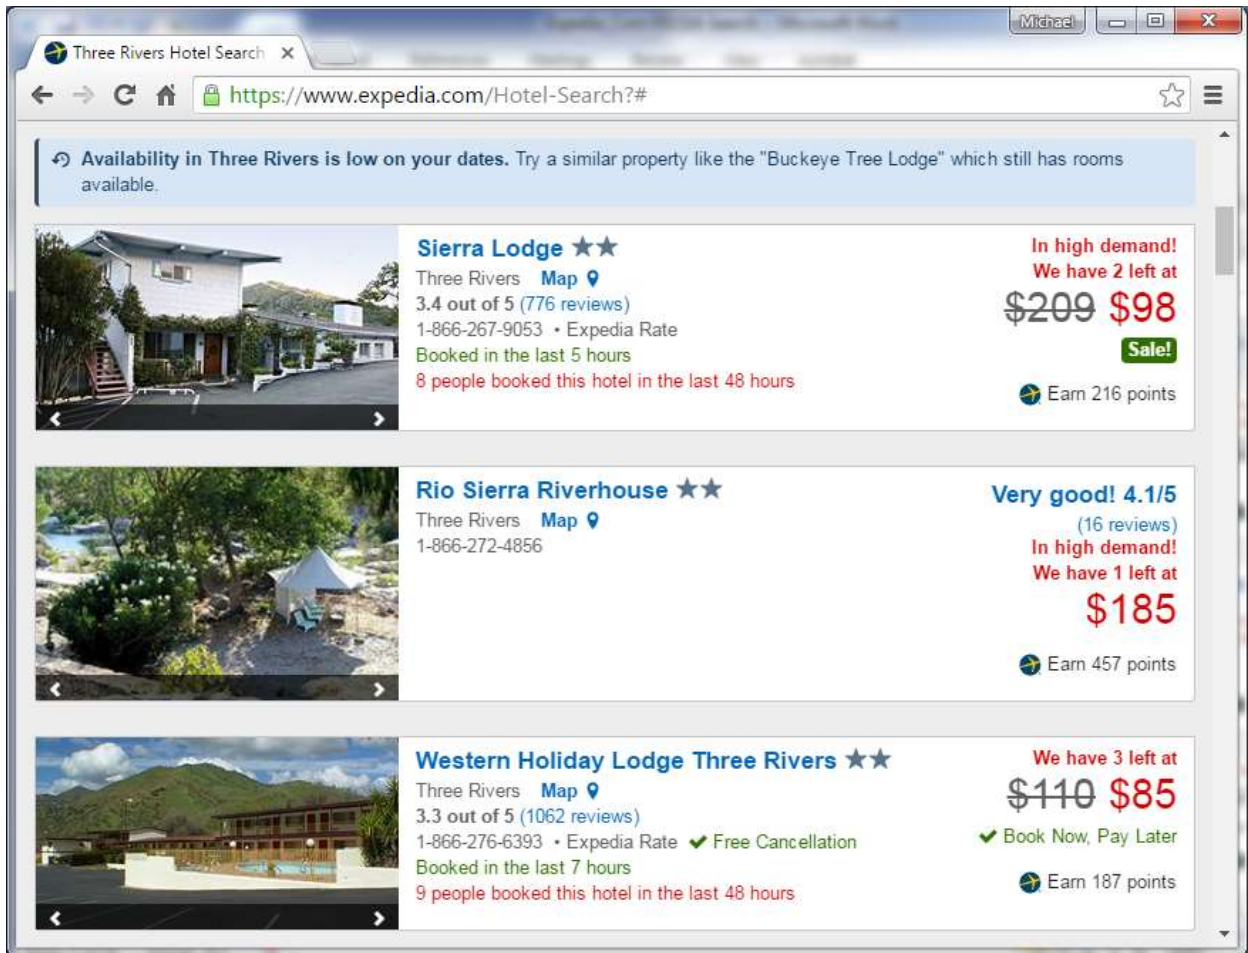 Michael
Three Rivers Hotel Search
https://www.expedia.com/Hotel-Search?#
Availability in Three Rivers is low on your dates. Try a similar property like the "Buckeye Tree Lodge" which still has rooms
available.
Sierra Lodge
Three Rivers Map
3.4 out of 5 (776 reviews)
1-866-267-9053 • Expedia Rate
Booked in the last 5 hours
8 people booked this hotel in the last 48 hours
In high demand!
We have 2 left at
$209 $98
Sale!
Earn 216 points
Rio Sierra Riverhouse
Three Rivers Map
1-866-272-4856
Very good! 4.1/5
(16 reviews)
In high demand!
We have 1 left at
$185
Earn 457 points
Western Holiday Lodge Three Rivers
Three Rivers Map
3.3 out of 5 (1062 reviews)
1-866-276-6393 • Expedia Rate ✔ Free Cancellation
Booked in the last 7 hours
9 people booked this hotel in the last 48 hours
We have 3 left at
$110 $85
✔ Book Now, Pay Later
Earn 187 points